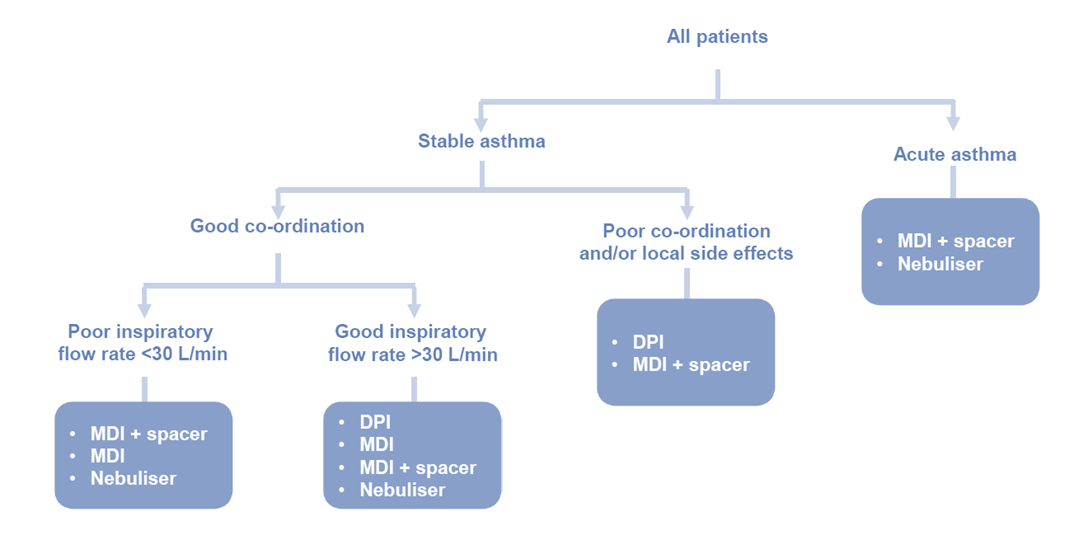 All patients
Stable asthma
Acute asthma
• MDI + spacer
• Nebuliser
Good co-ordination
Poor co-ordination
and/or local side effects
• DPI
• MDI + spacer
Poor inspiratory
flow rate <30 L/min
Good inspiratory
flow rate >30 L/min
• MDI + spacer
• MDI
• Nebuliser
• DPI
• MDI
• MDI + spacer
• Nebuliser